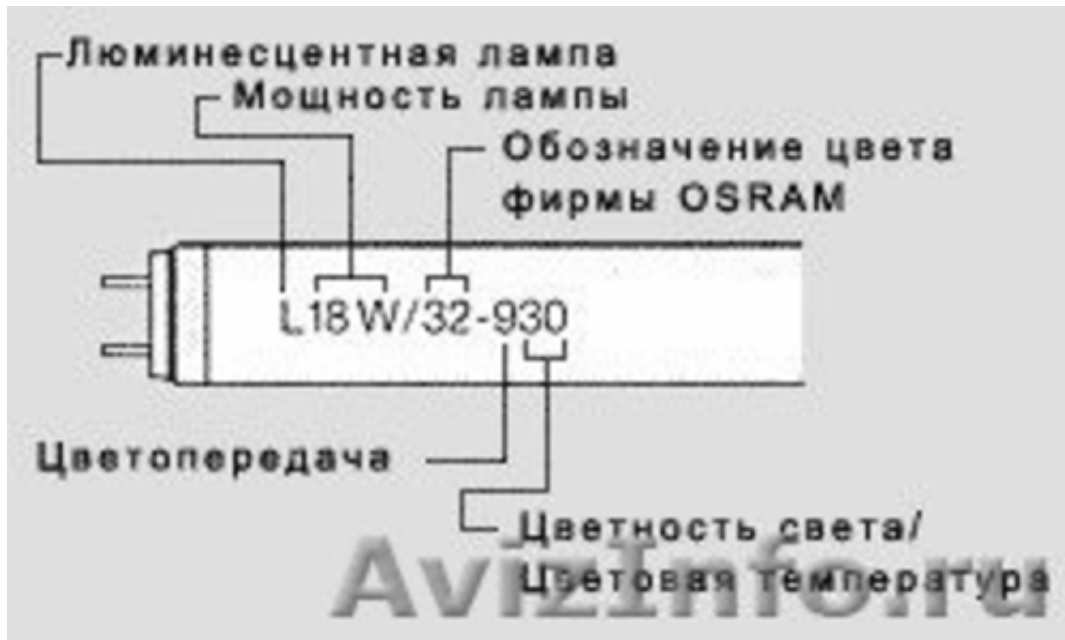 Люминесцентная лампа
Мощность лампы
Обозначение цвета
фирмы OSRAM
L18W/32-930
Цветопередача
Цветность света/
Цветовая температура
AvizInfo.ru